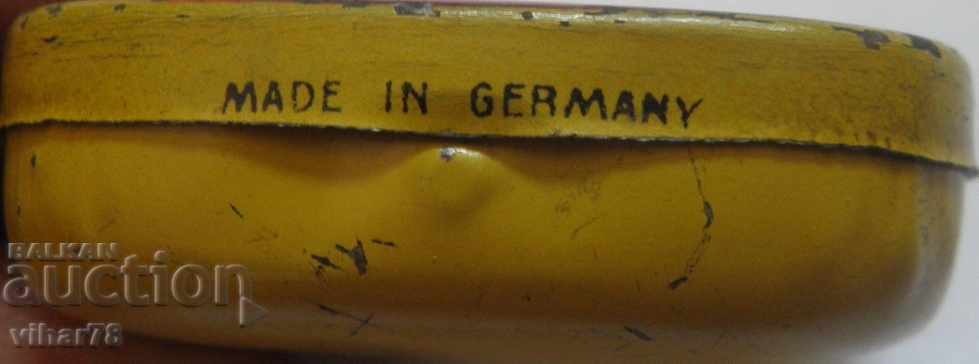 MADE IN GERMANY
BALKAN
auction
vihar78